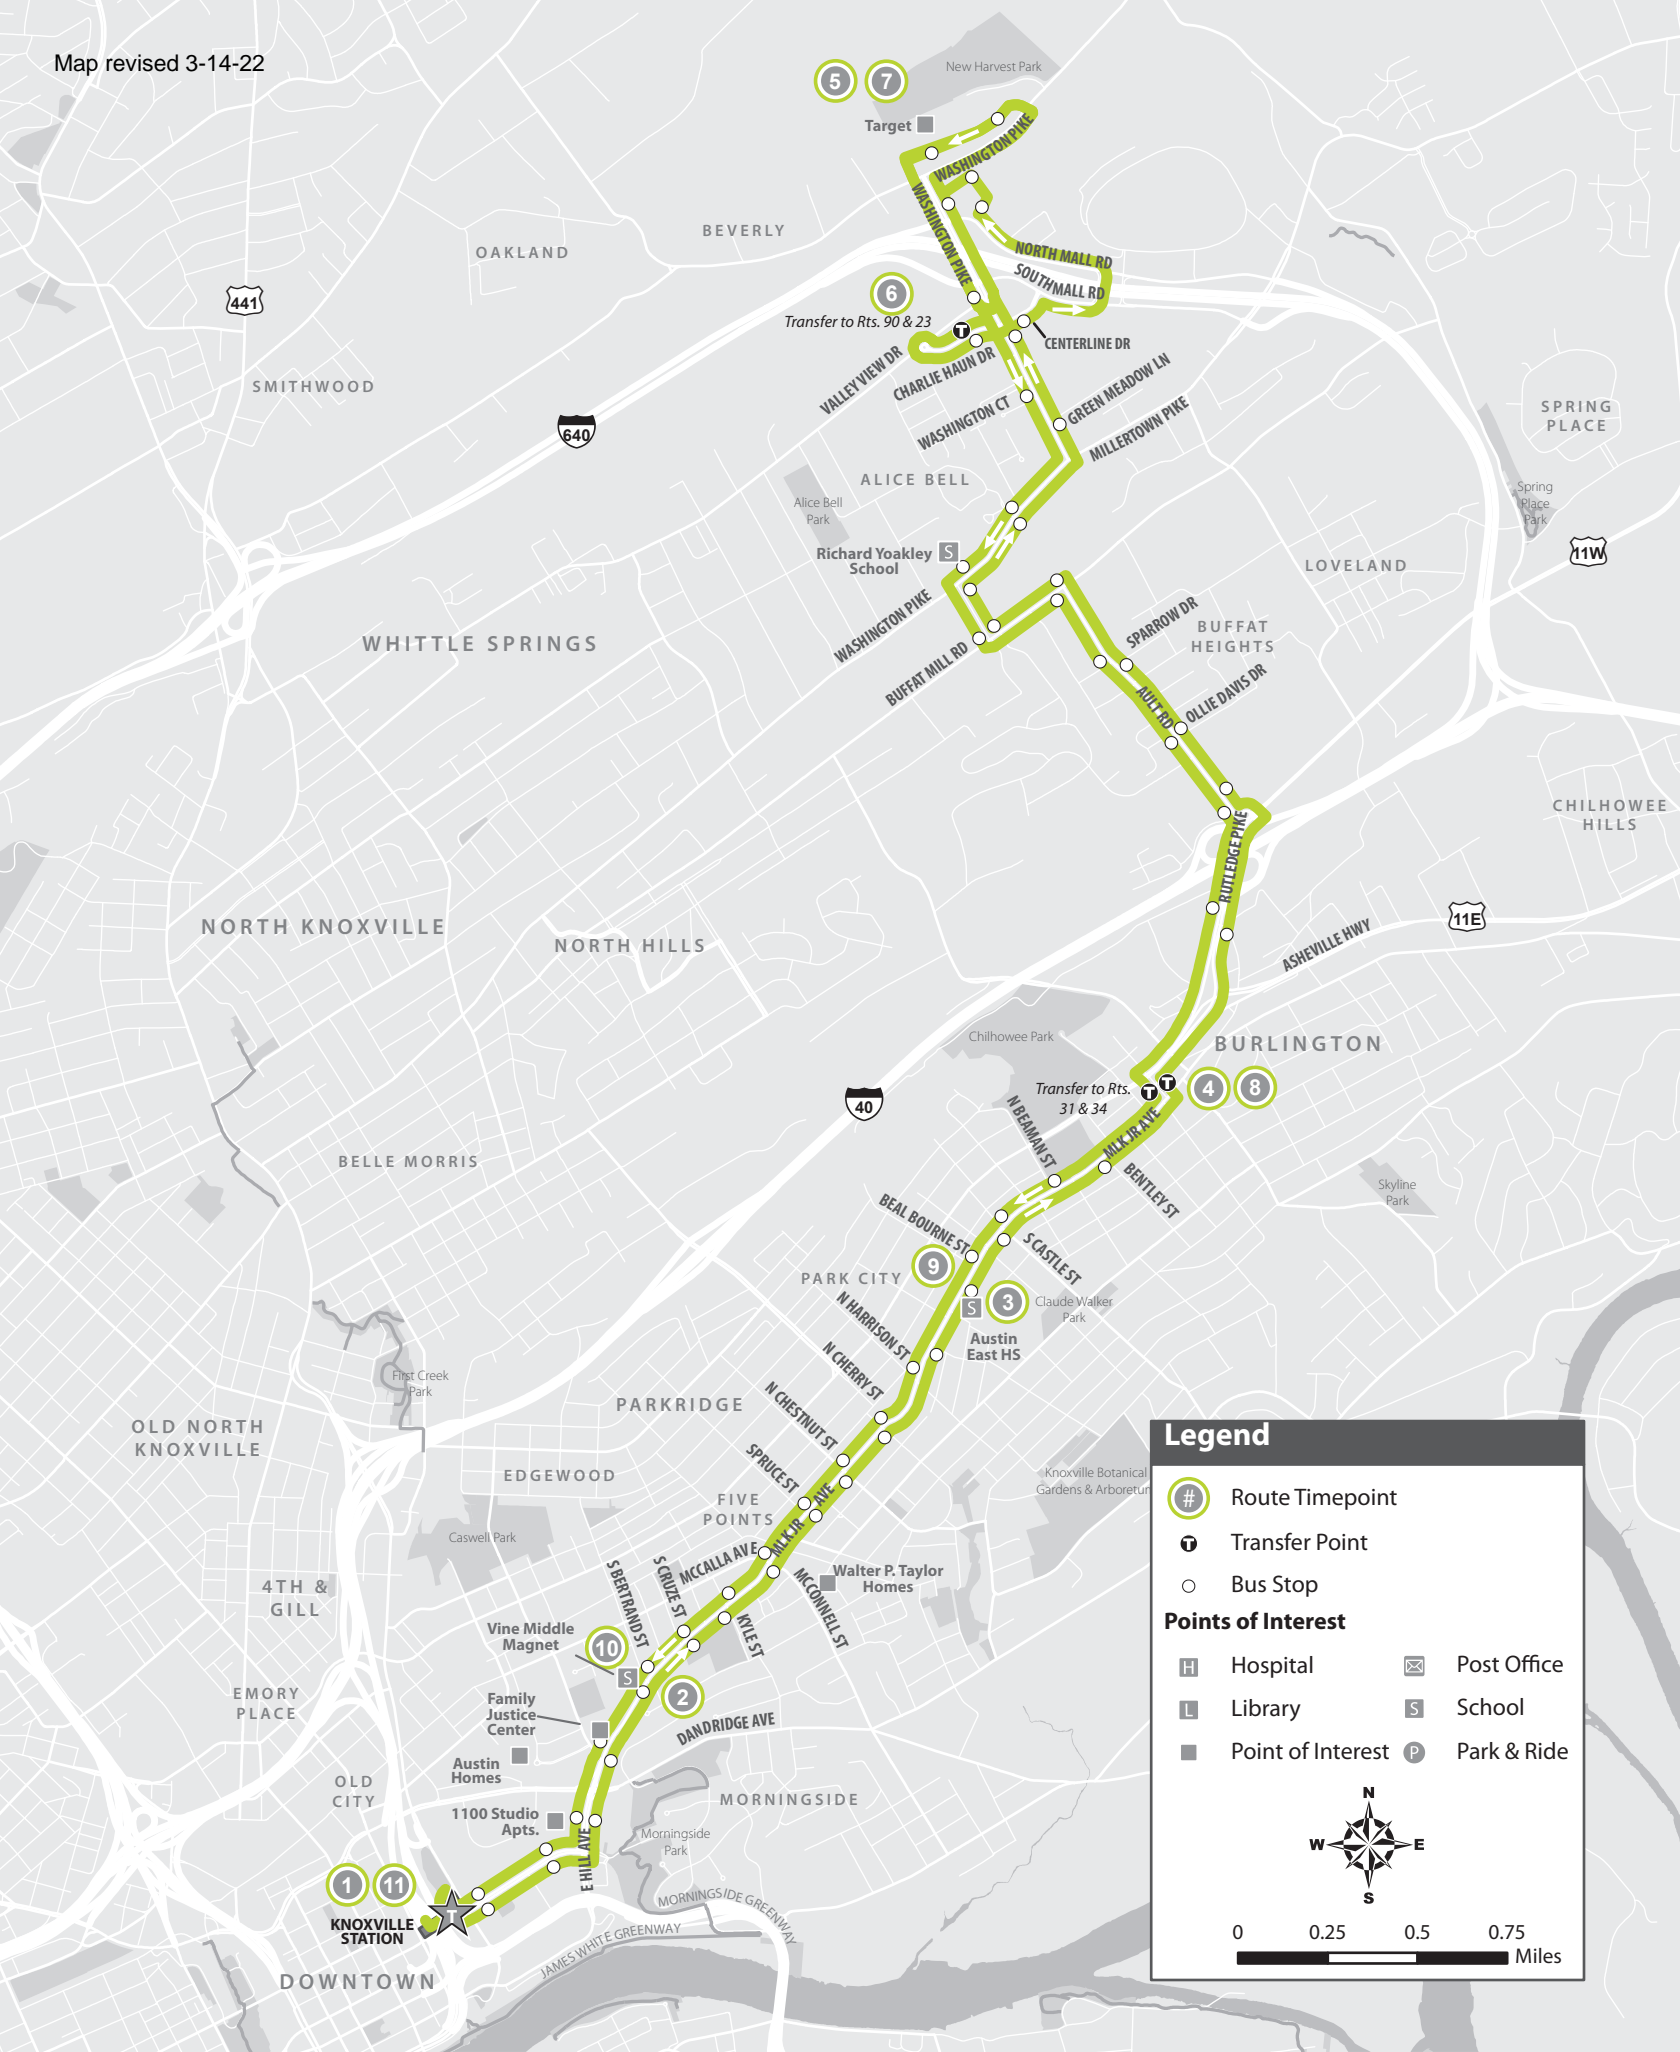 Map revised 3-14-22
New Harvest Park
5
7
Target
WASHINGTON PIKE
WASHINGTON PIKE
WASHINGTON PIKE
BEVERLY
OAKLAND
441
NORTH MALL RD
SOUTH MALL RD
6
Transfer to Rts. 90 & 23
T
CENTERLINE DR
VALLEY VIEW DR
CHARLIE HAUN DR
GREEN MEADOW LN
SMITHWOOD
WASHINGTON CT
MILLERTOWN PIKE
SPRING
PLACE
640
ALICE BELL
Alice Bell
Park
Spring
Place
Park
11W
Richard Yoakley
School
S
LOVELAND
WASHINGTON PIKE
SPARROW DR
BUFFAT
HEIGHTS
WHITTLE SPRINGS
BUFFAT MILL RD
AULT RD
OLLIE DAVIS DR
CHILHOWEE
HILLS
RUTLEDGE PIKE
11E
NORTH KNOXVILLE
NORTH HILLS
ASHEVILLE HWY
Chilhowee Park
BURLINGTON
Transfer to Rts.
31 & 34
T
T
4
8
40
N BEAMAN ST
MLK JR AVE
BELLE MORRIS
BENTLEY ST
Skyline
Park
BEAL BOURNE ST
S CASTLE ST
9
PARK CITY
3
S
Claude Walker
Park
N HARRISON ST
Austin
East HS
N CHERRY ST
First Creek
Park
N CHESTNUT ST
PARKRIDGE
OLD NORTH
KNOXVILLE
SPRUCE ST
EDGEWOOD
Knoxville Botanical
Gardens & Arboretur
FIVE
POINTS
MLK JR AVE
Caswell Park
MCCALLA AVE
S CRUZE ST
S BERTRAND ST
Walter P. Taylor
Homes
MCCONNELL ST
4TH &
GILL
KYLE ST
Vine Middle
Magnet
10
S
2
EMORY
PLACE
Family
Justice
Center
DANDRIDGE AVE
Austin
Homes
OLD
CITY
MORNINGSIDE
1100 Studio
Apts.
Morningside
Park
E HILL AVE
1
11
T
KNOXVILLE
STATION
MORNINGSIDE GREENWAY
JAMES WHITE GREENWAY
DOWNTOWN
Legend
# Route Timepoint
T Transfer Point
Bus Stop
Points of Interest
H Hospital
Post Office
L Library
S School
Point of Interest
P Park & Ride
N
W E
S
0 0.25 0.5 0.75
Miles